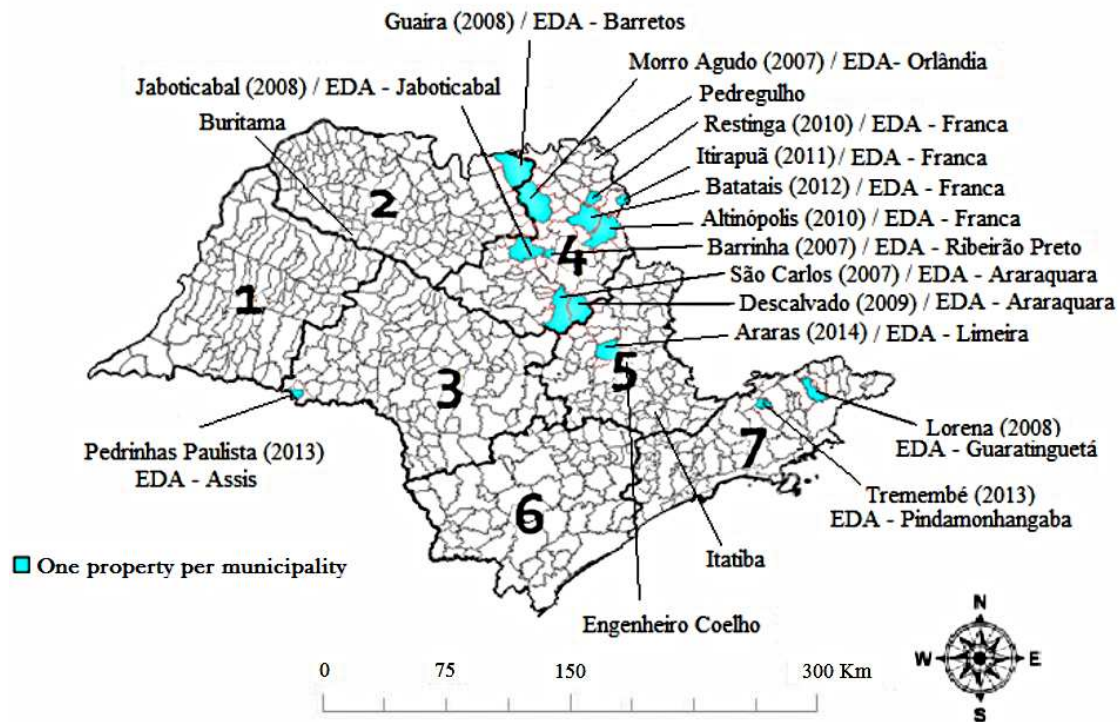 Guaíra (2008) / EDA - Barretos
Morro Agudo (2007) / EDA- Orlândia
Jaboticabal (2008) / EDA - Jaboticabal
Pedregulho
Buritama
Restinga (2010) / EDA - Franca
Itirapuã (2011) / EDA - Franca
Batatais (2012) / EDA - Franca
Altinópolis (2010) / EDA - Franca
Barrinha (2007) / EDA - Ribeirão Preto
São Carlos (2007) / EDA - Araraquara
Descalvado (2009) / EDA - Araraquara
Araras (2014) / EDA - Limeira
2
4
1
3
5
7
6
Pedrinhas Paulista (2013)
EDA - Assis
Lorena (2008)
EDA - Guaratinguetá
Tremembé (2013)
EDA - Pindamonhangaba
Itatiba
One property per municipality
Engenheiro Coelho
N
W
E
S
0 75 150 300 Km